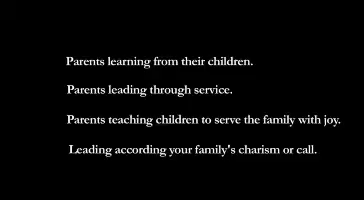 Parents learning from their children.
Parents leading through service.
Parents teaching children to serve the family with joy.
Leading according your family's charism or call.